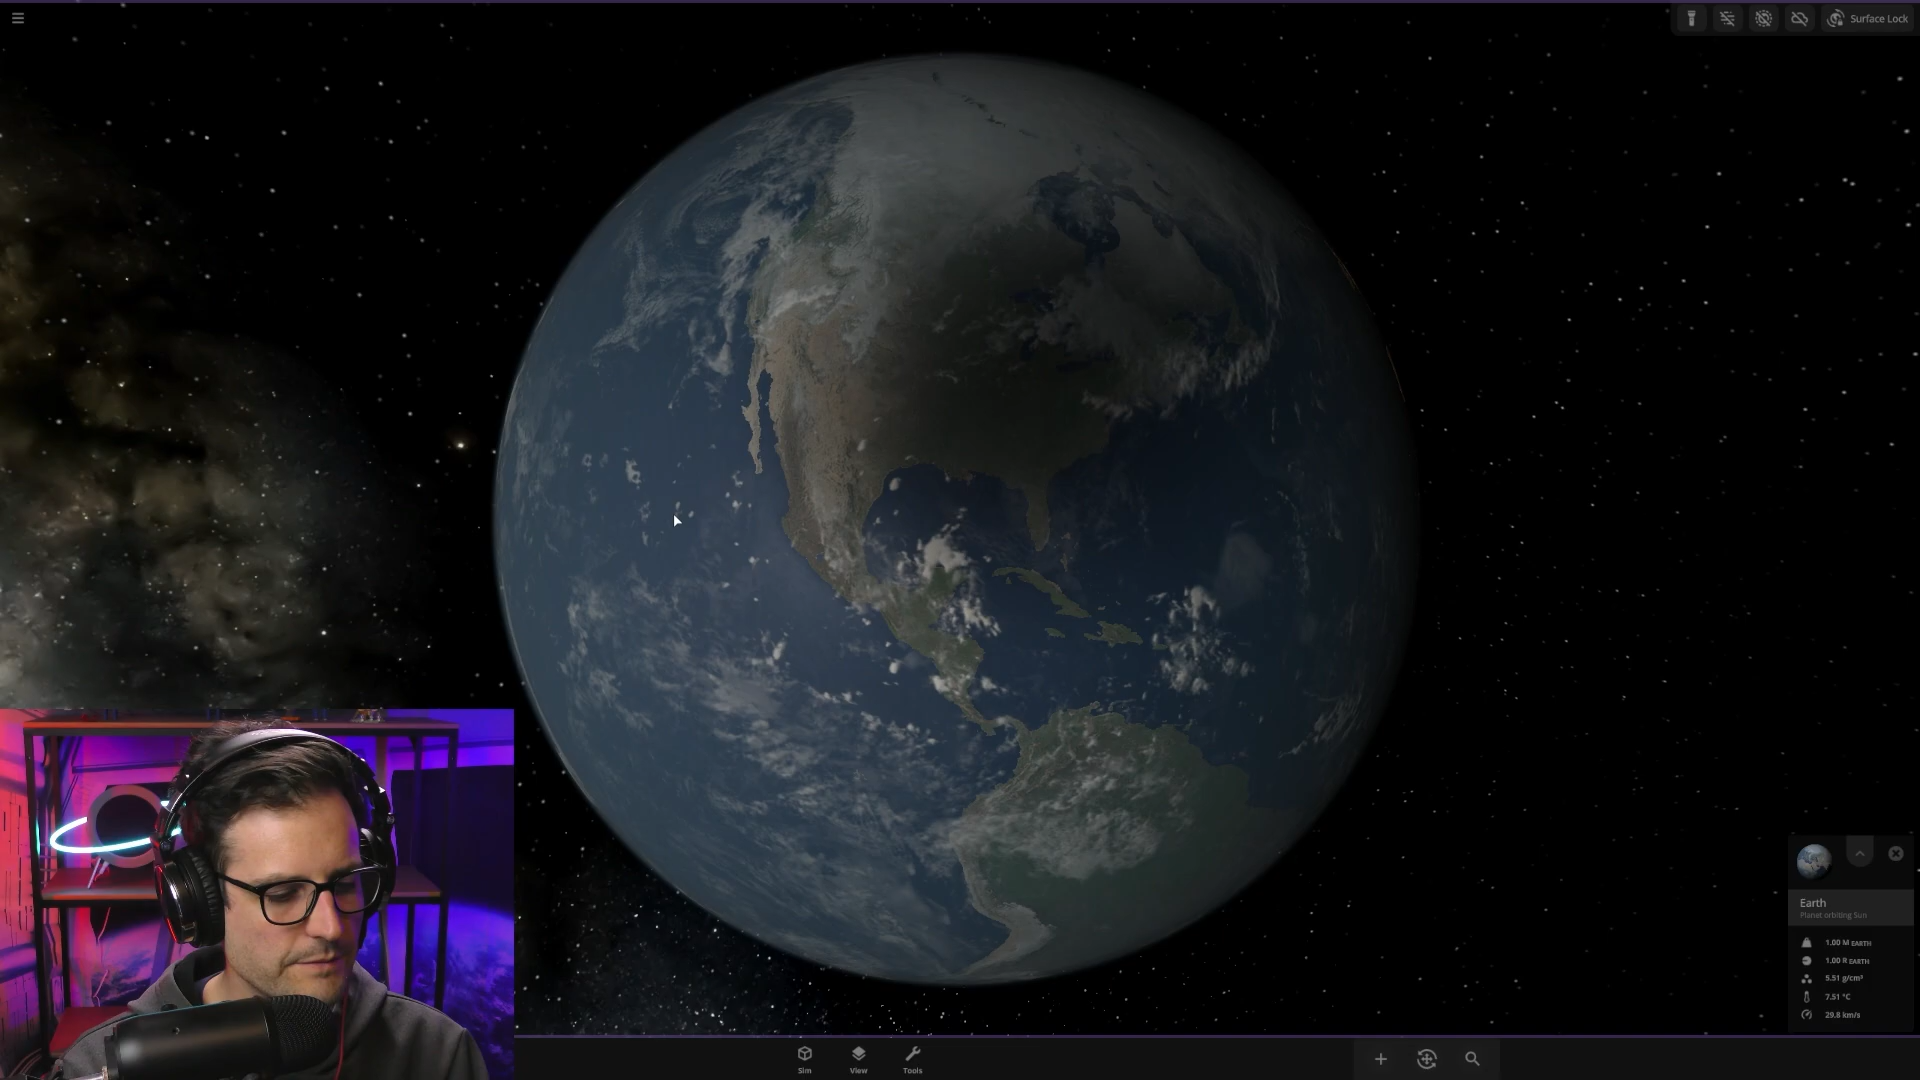 Surface Lock
Earth
Planet orbiting Sun
1.00 M EARTH
1.00 R EARTH
5.51 g/cm³
7.51 °C
29.8 km/s
Sim
View
Tools